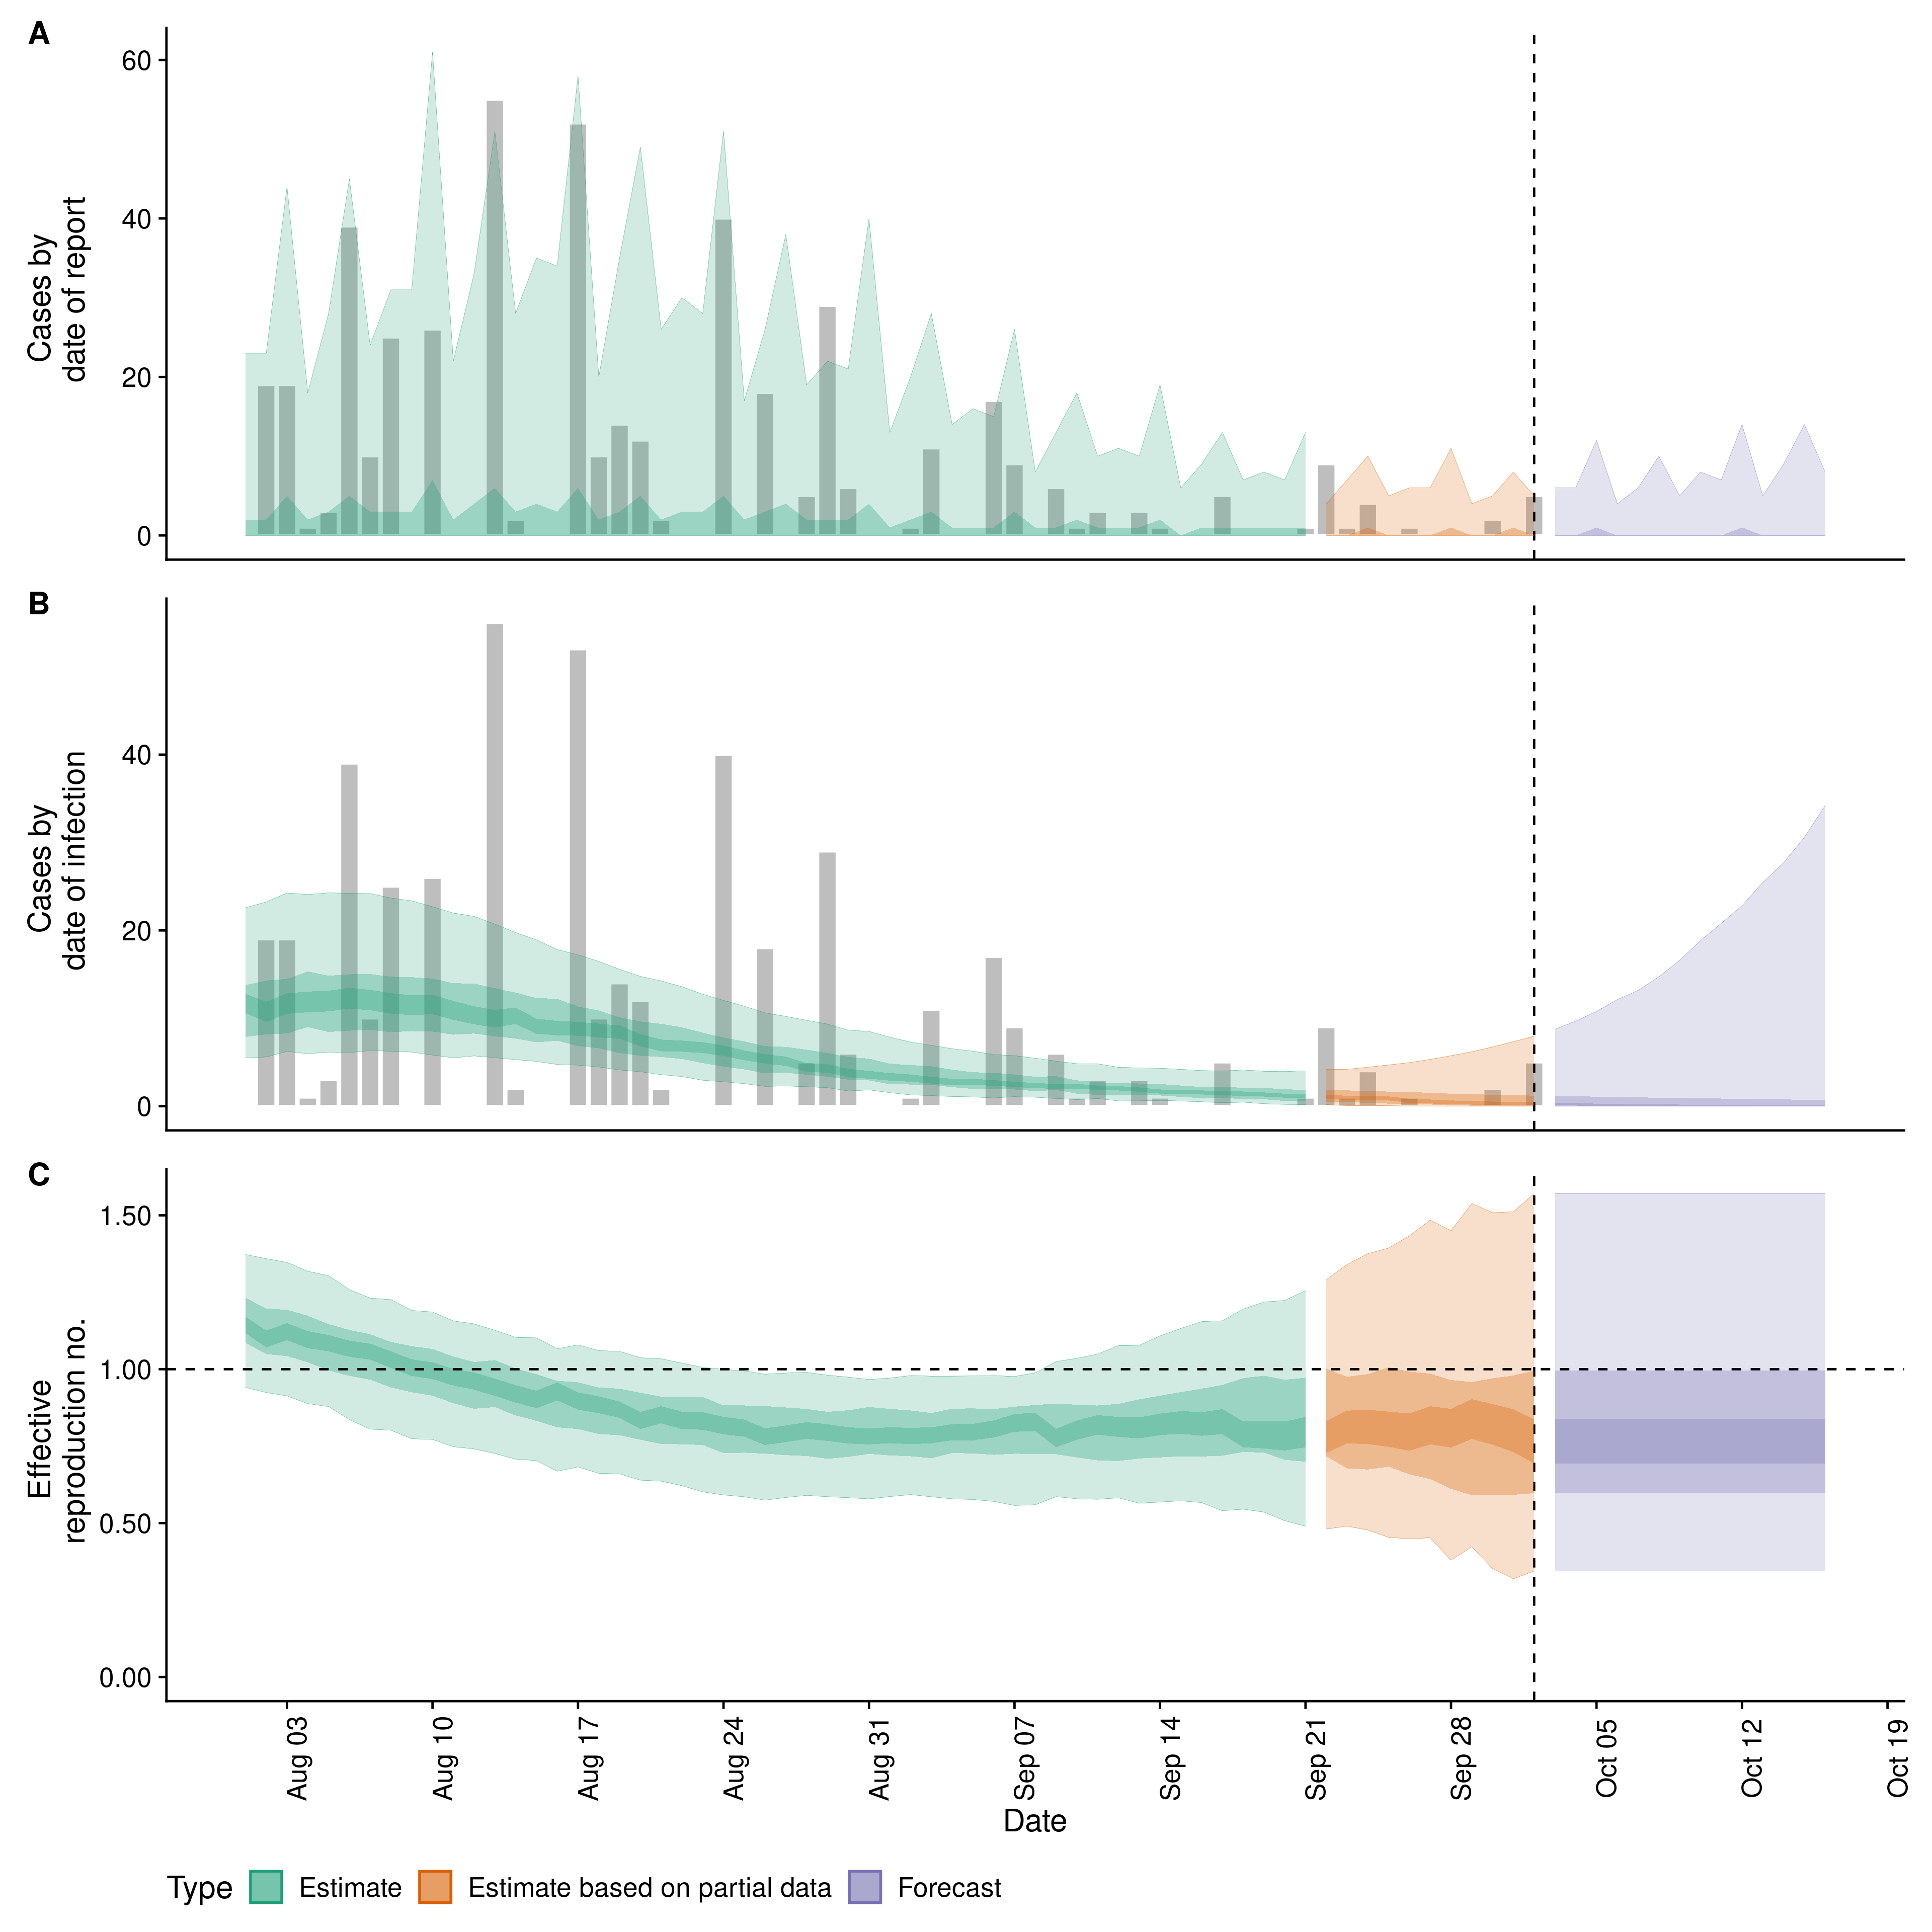 A
Cases by
date of report
60
40
20
0
B
Cases by
date of infection
40
20
0
C
Effective
reproduction no.
1.50
1.00
0.50
0.00
Aug 03
Aug 10
Aug 17
Aug 24
Aug 31
Sep 07
Sep 14
Sep 21
Sep 28
Oct 05
Oct 12
Oct 19
Date
Type
Estimate
Estimate based on partial data
Forecast